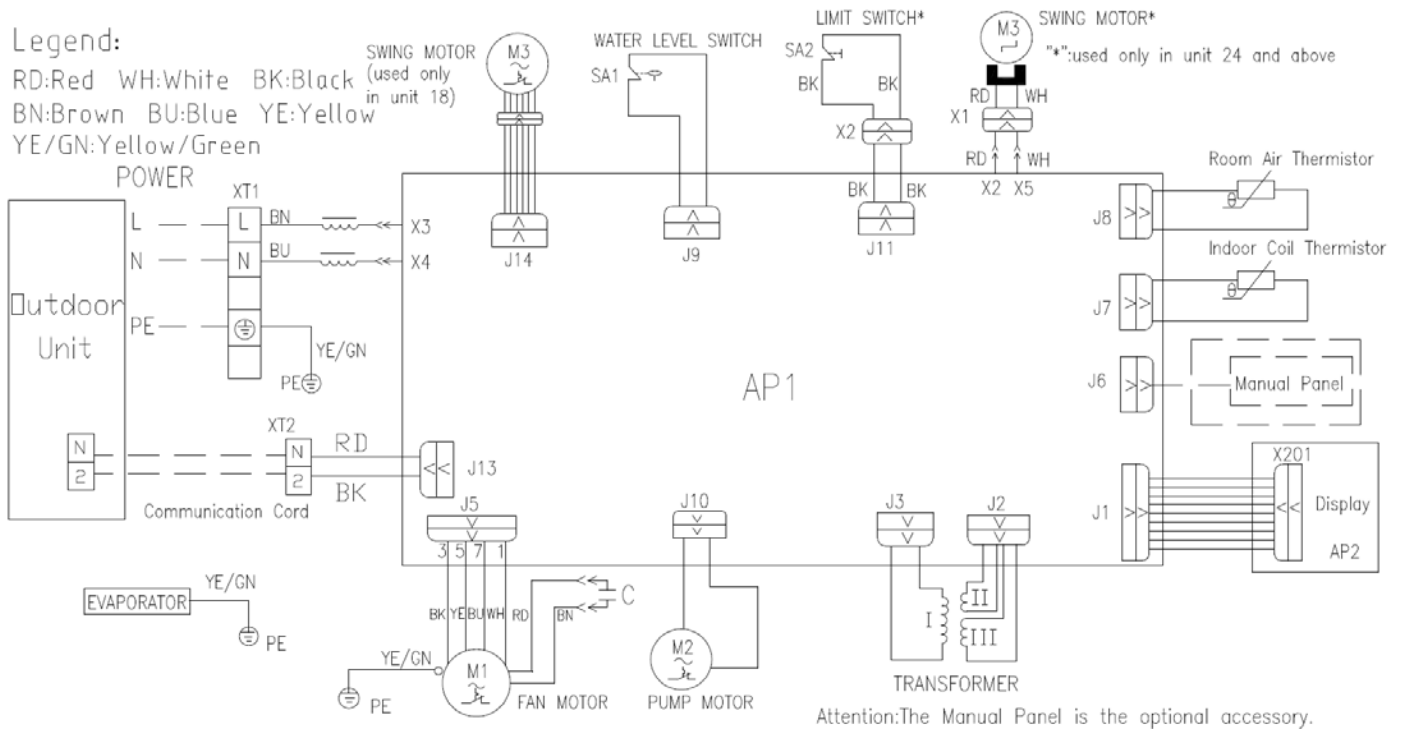 Legend:
RD:Red WH:White BK:Black
BN:Brown BU:Blue YE:Yellow
YE/GN:Yellow/Green
SWING MOTOR
(used only
in unit 18)
M3
WATER LEVEL SWITCH
SA1
LIMIT SWITCH*
SA2
BK
BK
X2
BK
BK
M3
SWING MOTOR*
"*":used only in unit 24 and above
RD
WH
X1
RD
WH
X2
X5
POWER
XT1
Outdoor
Unit
L
L
BN
X3
N
N
BU
X4
PE
YE/GN
PE
J14
J9
J11
J8
Room Air Thermistor
θ
J7
Indoor Coil Thermistor
θ
J6
Manual Panel
AP1
XT2
N
2
N
2
RD
BK
J13
Communication Cord
J1
X201
Display
AP2
J5
3 5 7 1
J10
J3
J2
EVAPORATOR
YE/GN
PE
BK
YE
BU
WH
RD
BN
C
YE/GN
PE
M1
FAN MOTOR
M2
PUMP MOTOR
I
II
III
TRANSFORMER
Attention:The Manual Panel is the optional accessory.